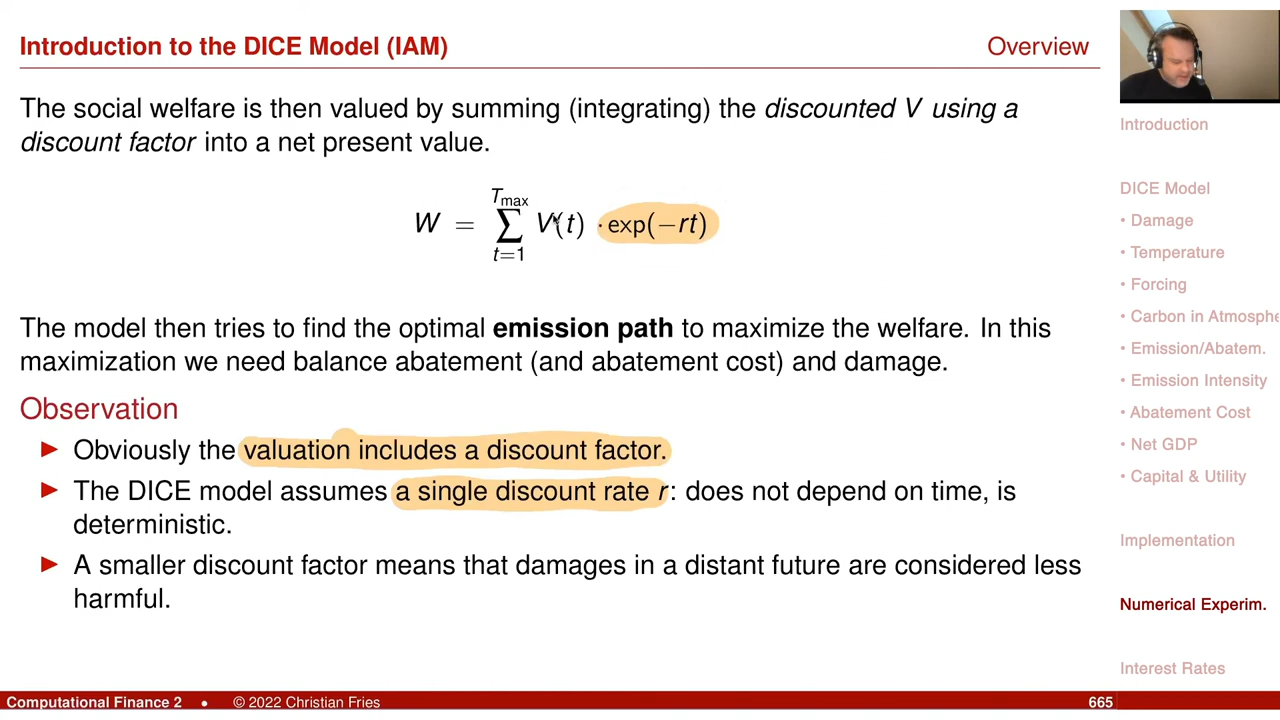 Introduction to the DICE Model (IAM)
Overview
The social welfare is then valued by summing (integrating) the discounted V using a
discount factor into a net present value.
W = ∑_{t=1}^{T_max} V(t) · exp(−rt)
The model then tries to find the optimal emission path to maximize the welfare. In this
maximization we need balance abatement (and abatement cost) and damage.
Observation
► Obviously the valuation includes a discount factor.
► The DICE model assumes a single discount rate r: does not depend on time, is
deterministic.
► A smaller discount factor means that damages in a distant future are considered less
harmful.
Introduction
DICE Model
• Damage
• Temperature
• Forcing
• Carbon in Atmosphe
• Emission/Abatem.
• Emission Intensity
• Abatement Cost
• Net GDP
• Capital & Utility
Implementation
Numerical Experim.
Interest Rates
Computational Finance 2 • © 2022 Christian Fries 665